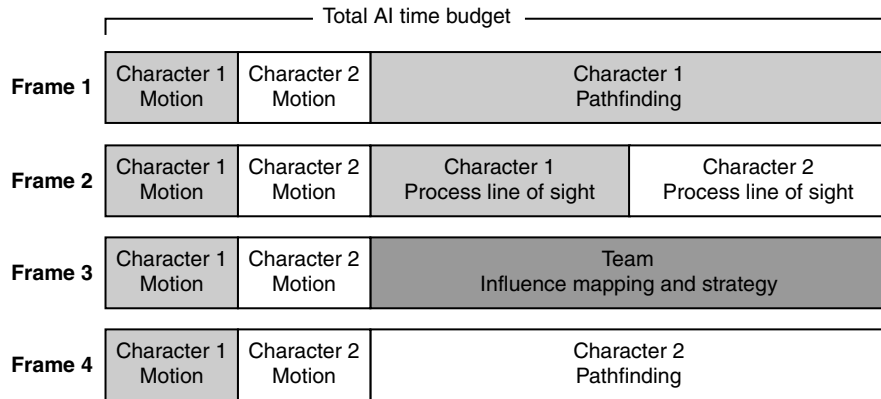 Total AI time budget
Frame 1
Character 1
Motion
Character 2
Motion
Character 1
Pathfinding
Frame 2
Character 1
Motion
Character 2
Motion
Character 1
Process line of sight
Character 2
Process line of sight
Frame 3
Character 1
Motion
Character 2
Motion
Team
Influence mapping and strategy
Frame 4
Character 1
Motion
Character 2
Motion
Character 2
Pathfinding